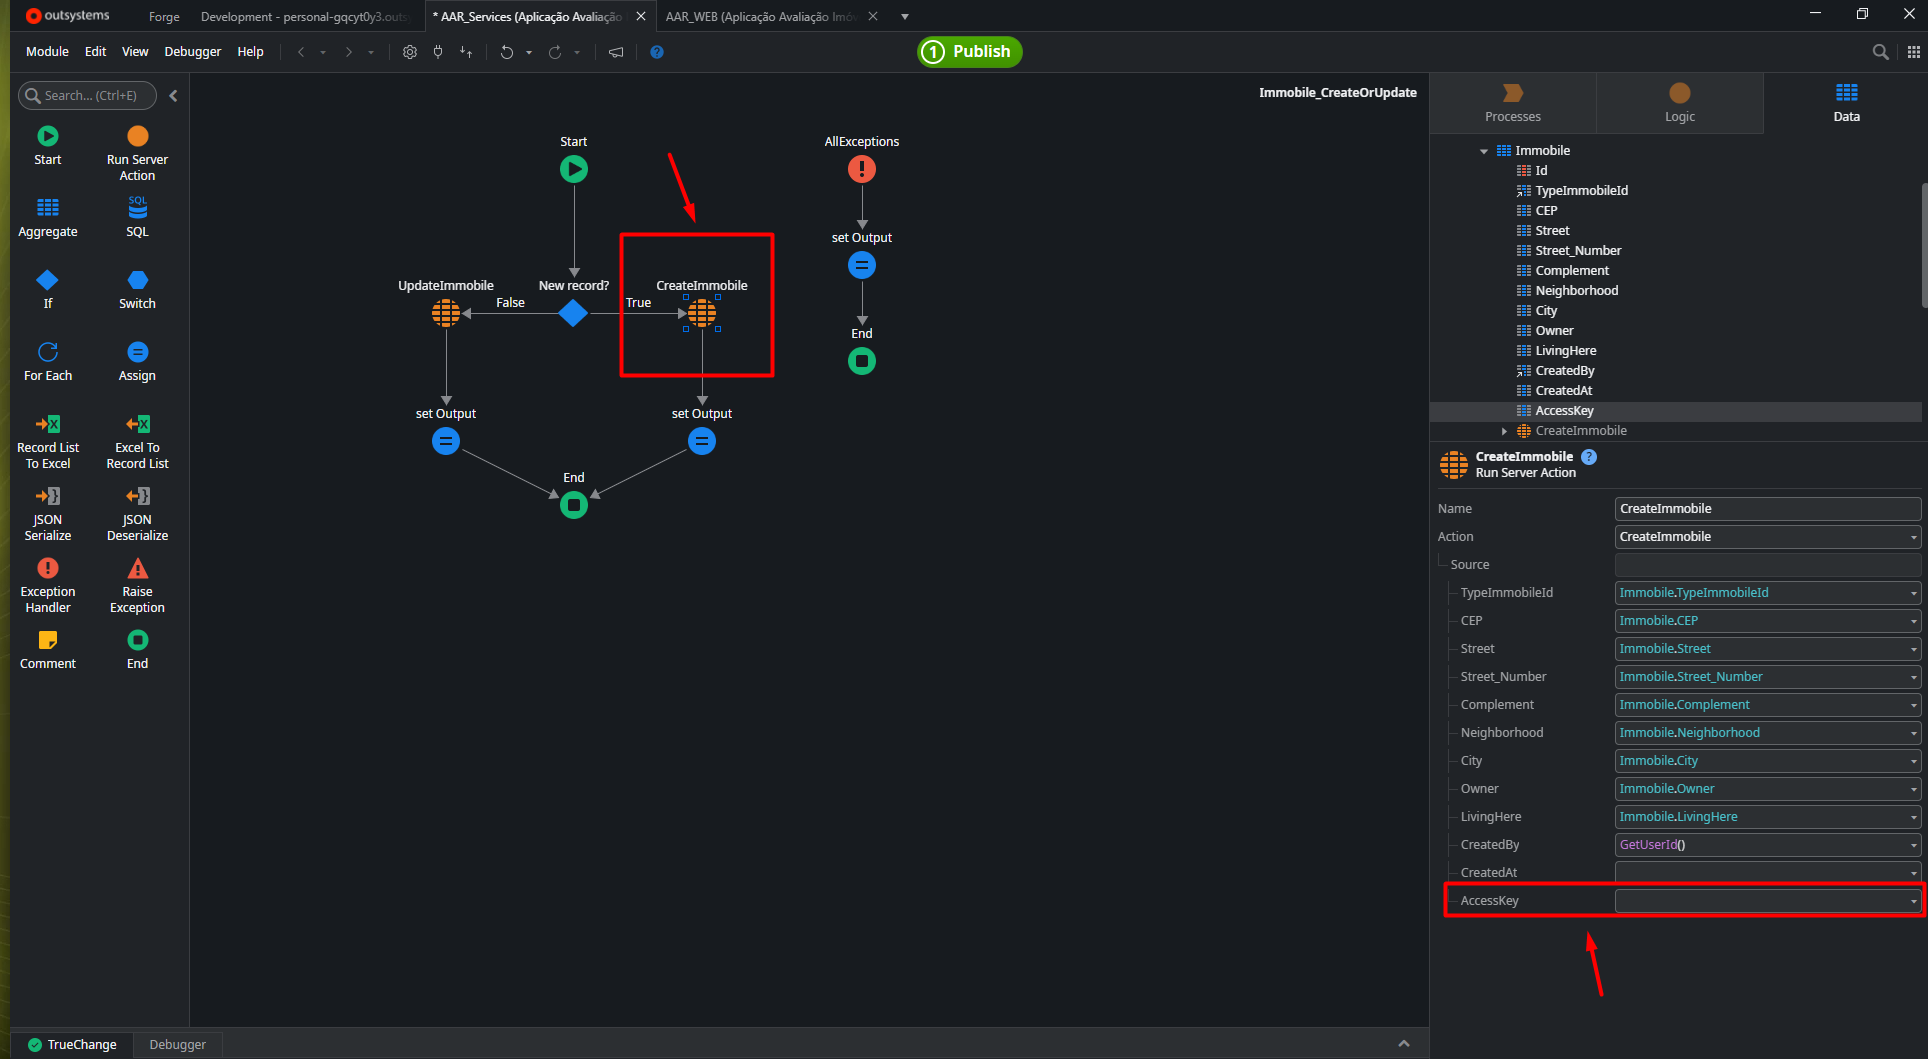 outsystems
Forge
Development - personal-gqcyt0y3.outs
* AAR_Services (Aplicação Avaliação
AAR_WEB (Aplicação Avaliação Imóv
Module Edit View Debugger Help
1 Publish
Search... (Ctrl+E)
Start
Run Server Action
Aggregate
SQL
SQL
If
Switch
For Each
Assign
Record List To Excel
Excel To Record List
JSON Serialize
JSON Deserialize
Exception Handler
Raise Exception
Comment
End
Immobile_CreateOrUpdate
Start
AllExceptions
set Output
UpdateImmobile
New record?
CreateImmobile
False
True
End
set Output
set Output
End
Processes
Logic
Data
Immobile
Id
TypeImmobileId
CEP
Street
Street_Number
Complement
Neighborhood
City
Owner
LivingHere
CreatedBy
CreatedAt
AccessKey
CreateImmobile
CreateImmobile ?
Run Server Action
Name CreateImmobile
Action CreateImmobile
Source
TypeImmobileId Immobile.TypeImmobileId
CEP Immobile.CEP
Street Immobile.Street
Street_Number Immobile.Street_Number
Complement Immobile.Complement
Neighborhood Immobile.Neighborhood
City Immobile.City
Owner Immobile.Owner
LivingHere Immobile.LivingHere
CreatedBy GetUserId()
CreatedAt
AccessKey
TrueChange
Debugger